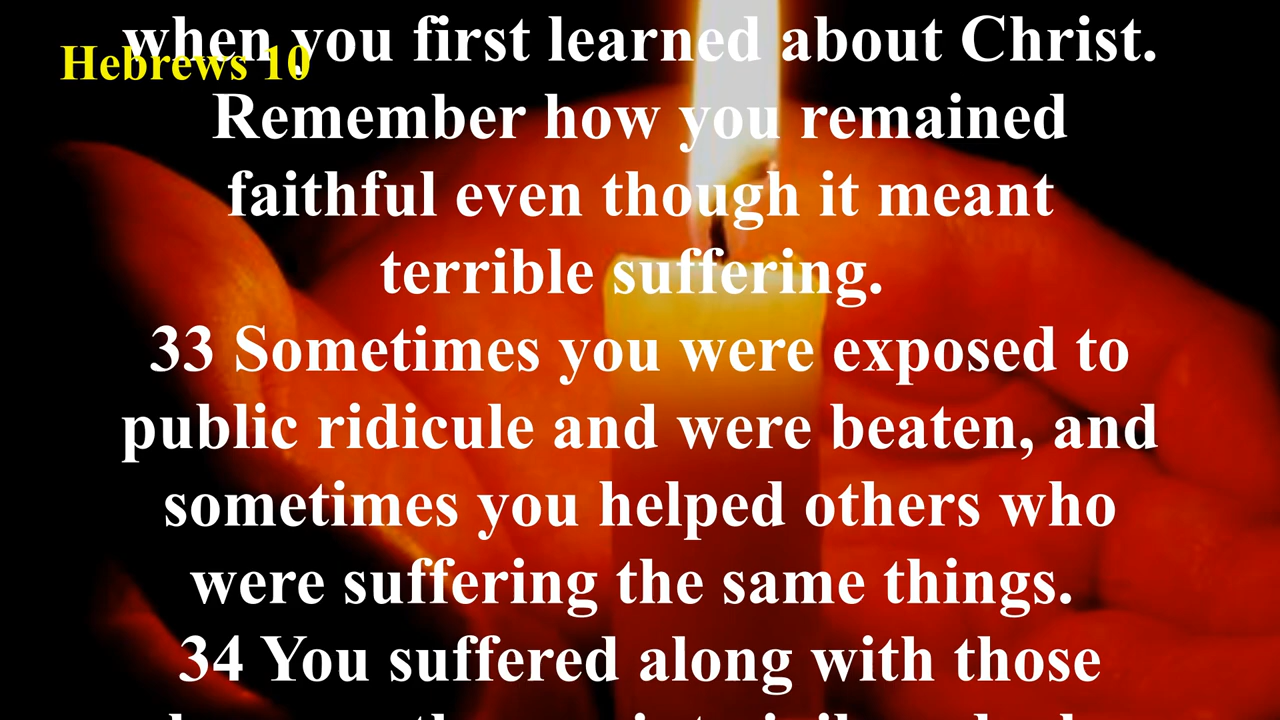 when you first learned about Christ.
Hebrews 10
Remember how you remained
faithful even though it meant
terrible suffering.
33 Sometimes you were exposed to
public ridicule and were beaten, and
sometimes you helped others who
were suffering the same things.
34 You suffered along with those